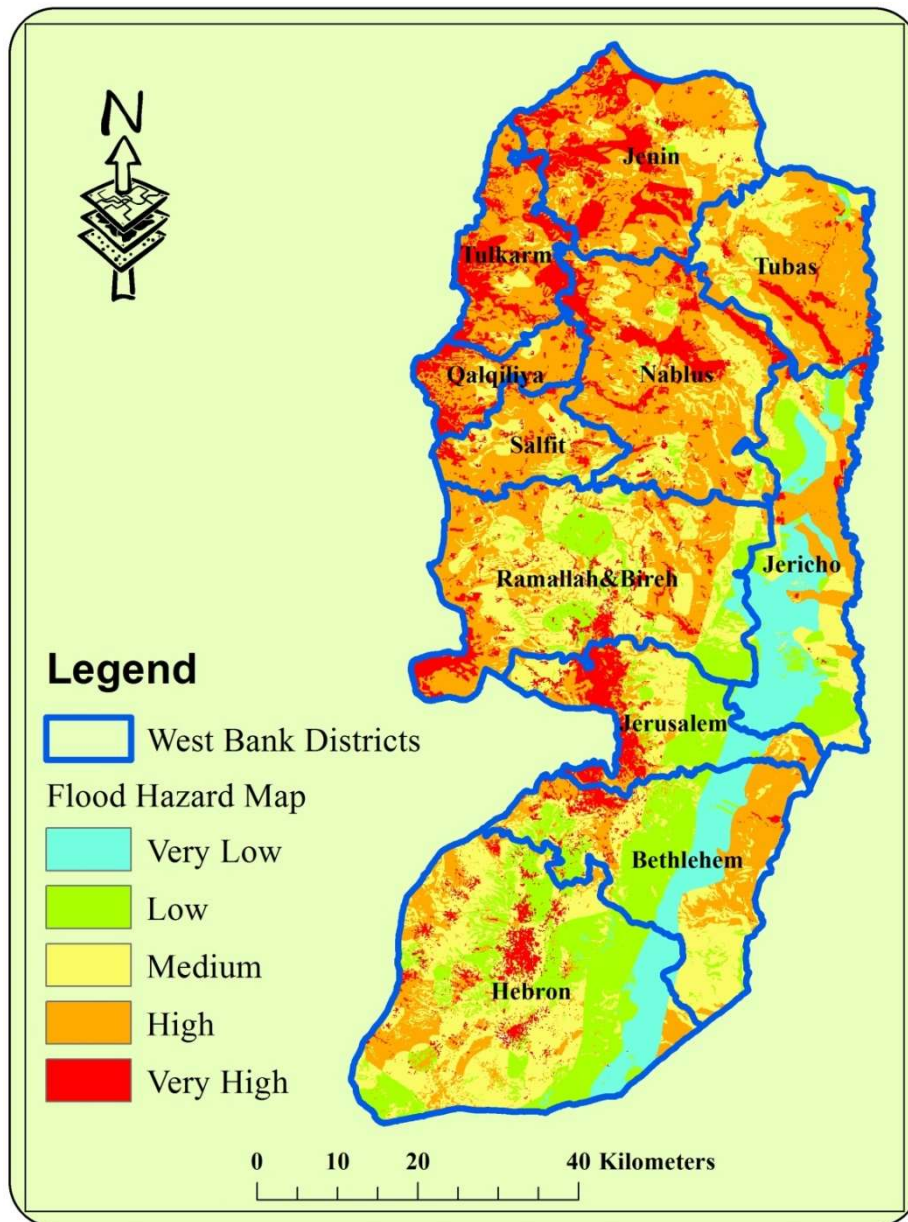 N
Jenin
Tulkarm
Tubas
Qalqiliya
Nablus
Salfit
Ramallah&Bireh
Jericho
Jerusalem
Bethlehem
Hebron
Legend
West Bank Districts
Flood Hazard Map
Very Low
Low
Medium
High
Very High
0 10 20 40 Kilometers